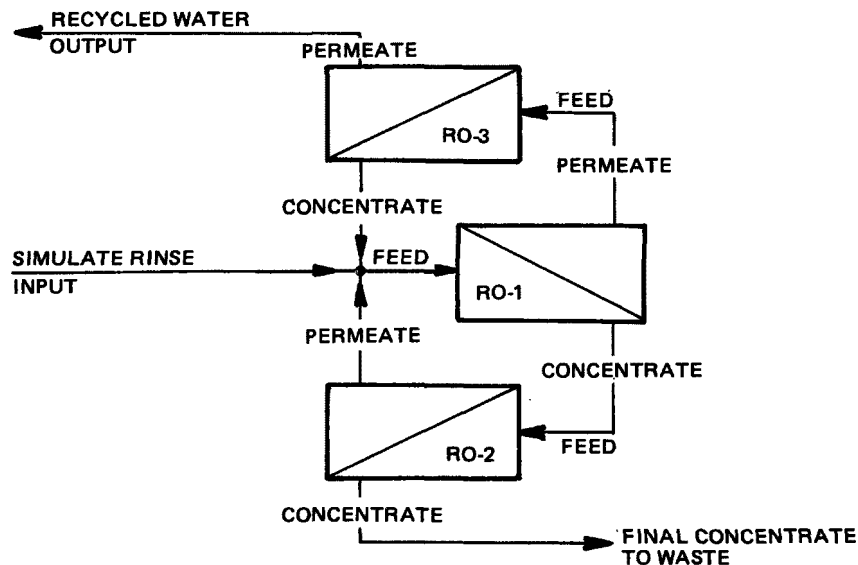 RECYCLED WATER
OUTPUT
PERMEATE
FEED
RO-3
PERMEATE
CONCENTRATE
SIMULATE RINSE
INPUT
FEED
RO-1
PERMEATE
CONCENTRATE
RO-2
FEED
CONCENTRATE
FINAL CONCENTRATE
TO WASTE